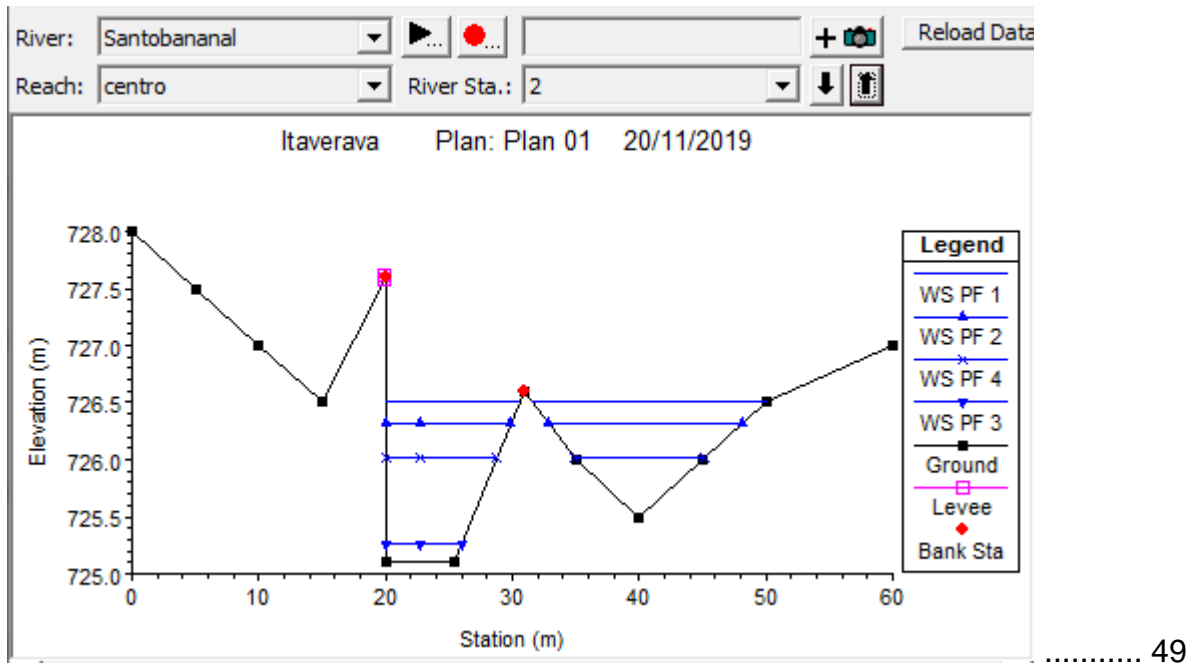 River: Santobananal ... ... + Reload Data
Reach: centro River Sta.: 2
Itaverava Plan: Plan 01 20/11/2019
728.0
727.5
727.0
726.5
726.0
725.5
725.0
Elevation (m)
0 10 20 30 40 50 60
Station (m)
Legend
WS PF 1
WS PF 2
WS PF 4
WS PF 3
Ground
Levee
Bank Sta
........... 49